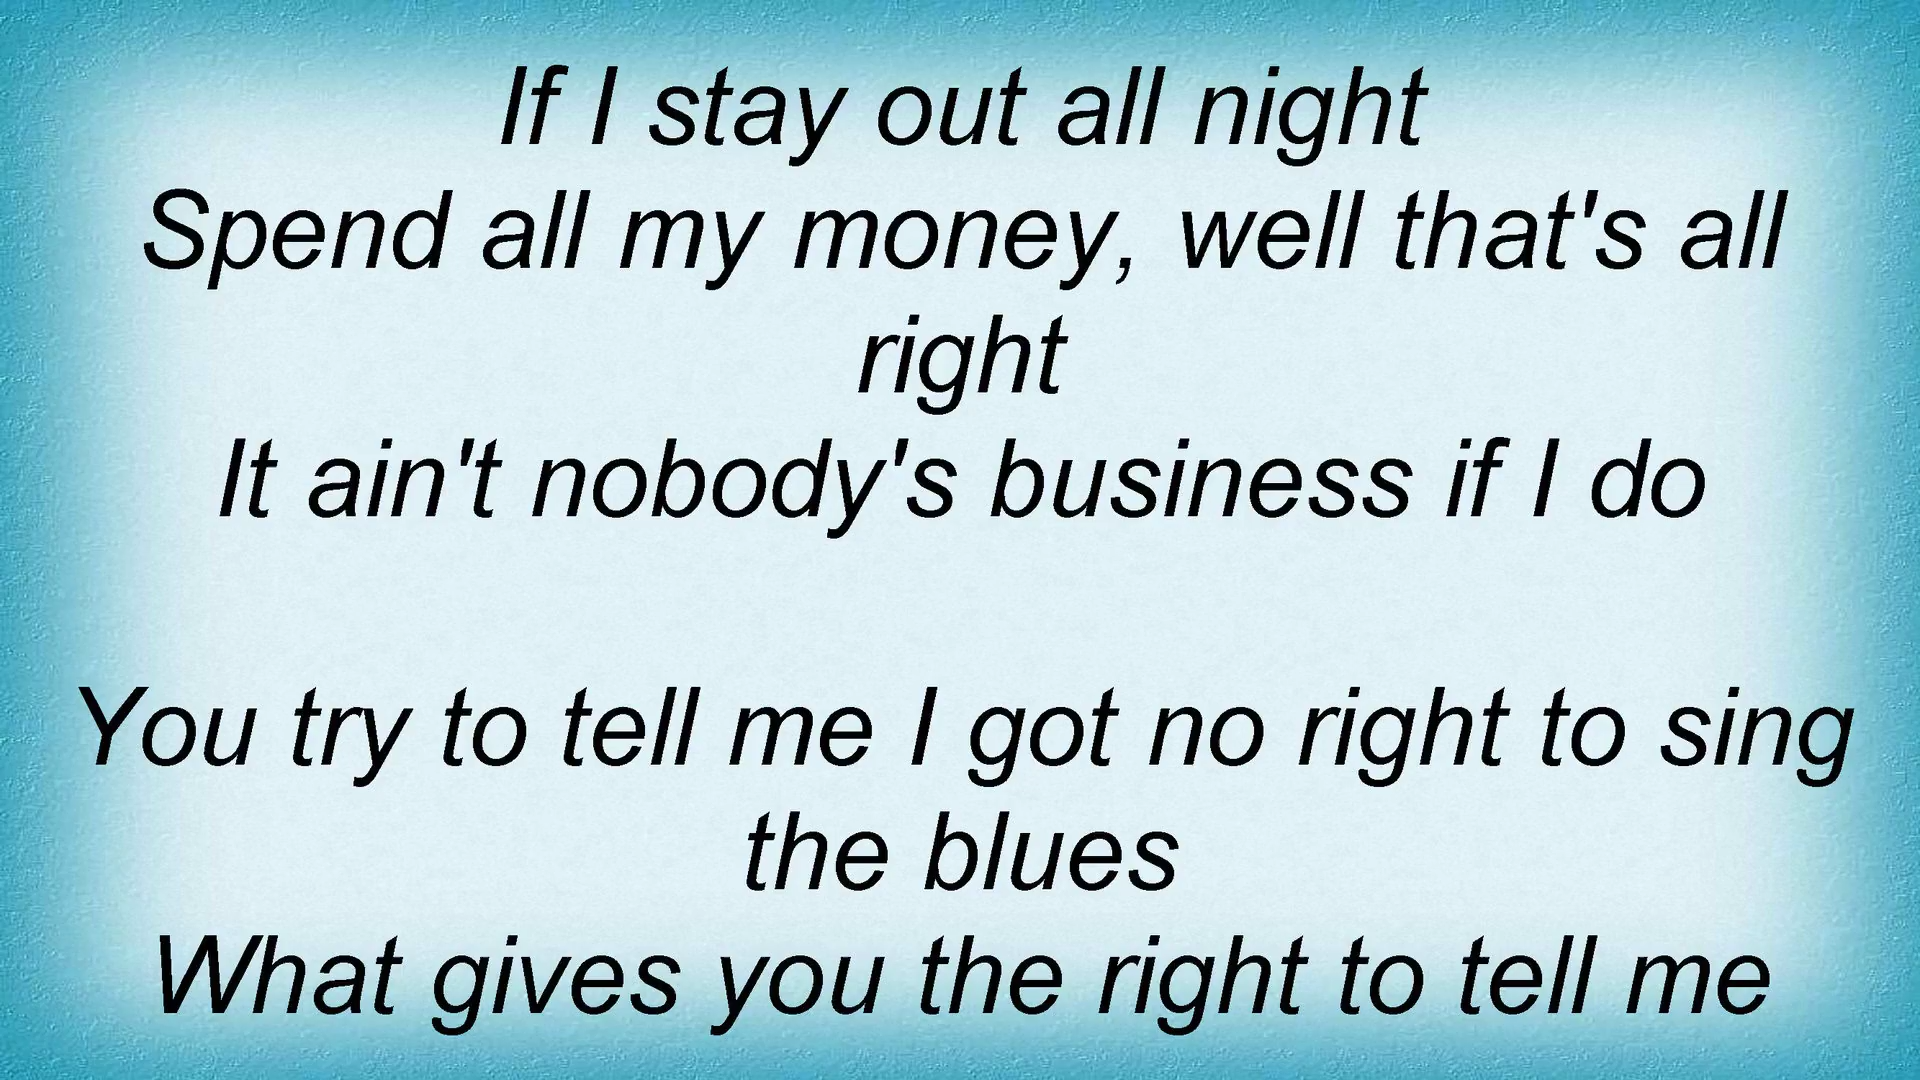 If I stay out all night
Spend all my money, well that's all
right
It ain't nobody's business if I do
You try to tell me I got no right to sing
the blues
What gives you the right to tell me